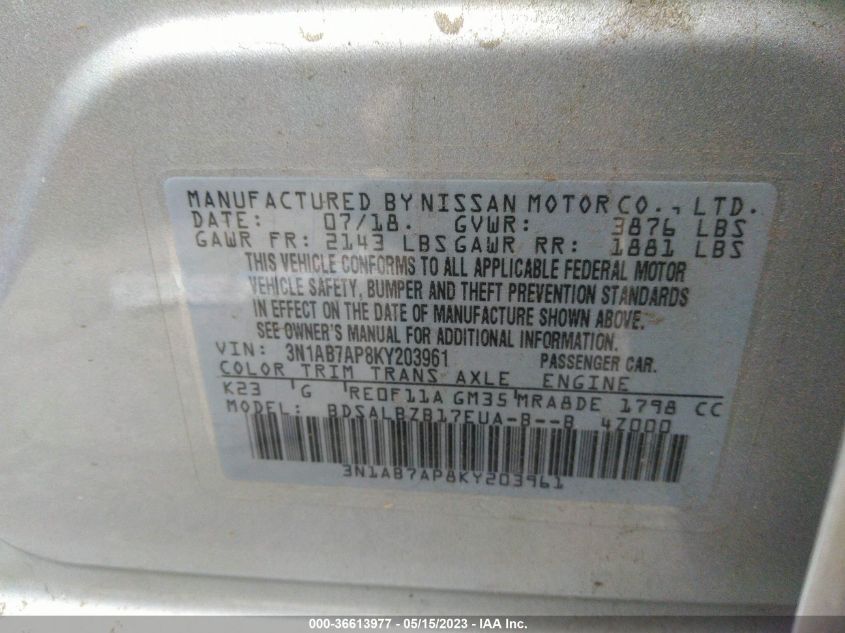 MANUFACTURED BY NISSAN MOTOR CO., LTD.
DATE: 07/18. GVWR: 3876 LBS
GAWR FR: 2143 LBS GAWR RR: 1881 LBS
THIS VEHICLE CONFORMS TO ALL APPLICABLE FEDERAL MOTOR
VEHICLE SAFETY, BUMPER AND THEFT PREVENTION STANDARDS
IN EFFECT ON THE DATE OF MANUFACTURE SHOWN ABOVE.
SEE OWNER'S MANUAL FOR ADDITIONAL INFORMATION.
VIN: 3N1AB7AP8KY203961 PASSENGER CAR.
COLOR TRIM TRANS AXLE ENGINE
K23 G RE0F11A GM35 MRA8DE 1798 CC
MODEL: BDSALBZB17EUA-B--B 4Z000
3N1AB7AP8KY203961
000-36613977 - 05/15/2023 - IAA Inc.